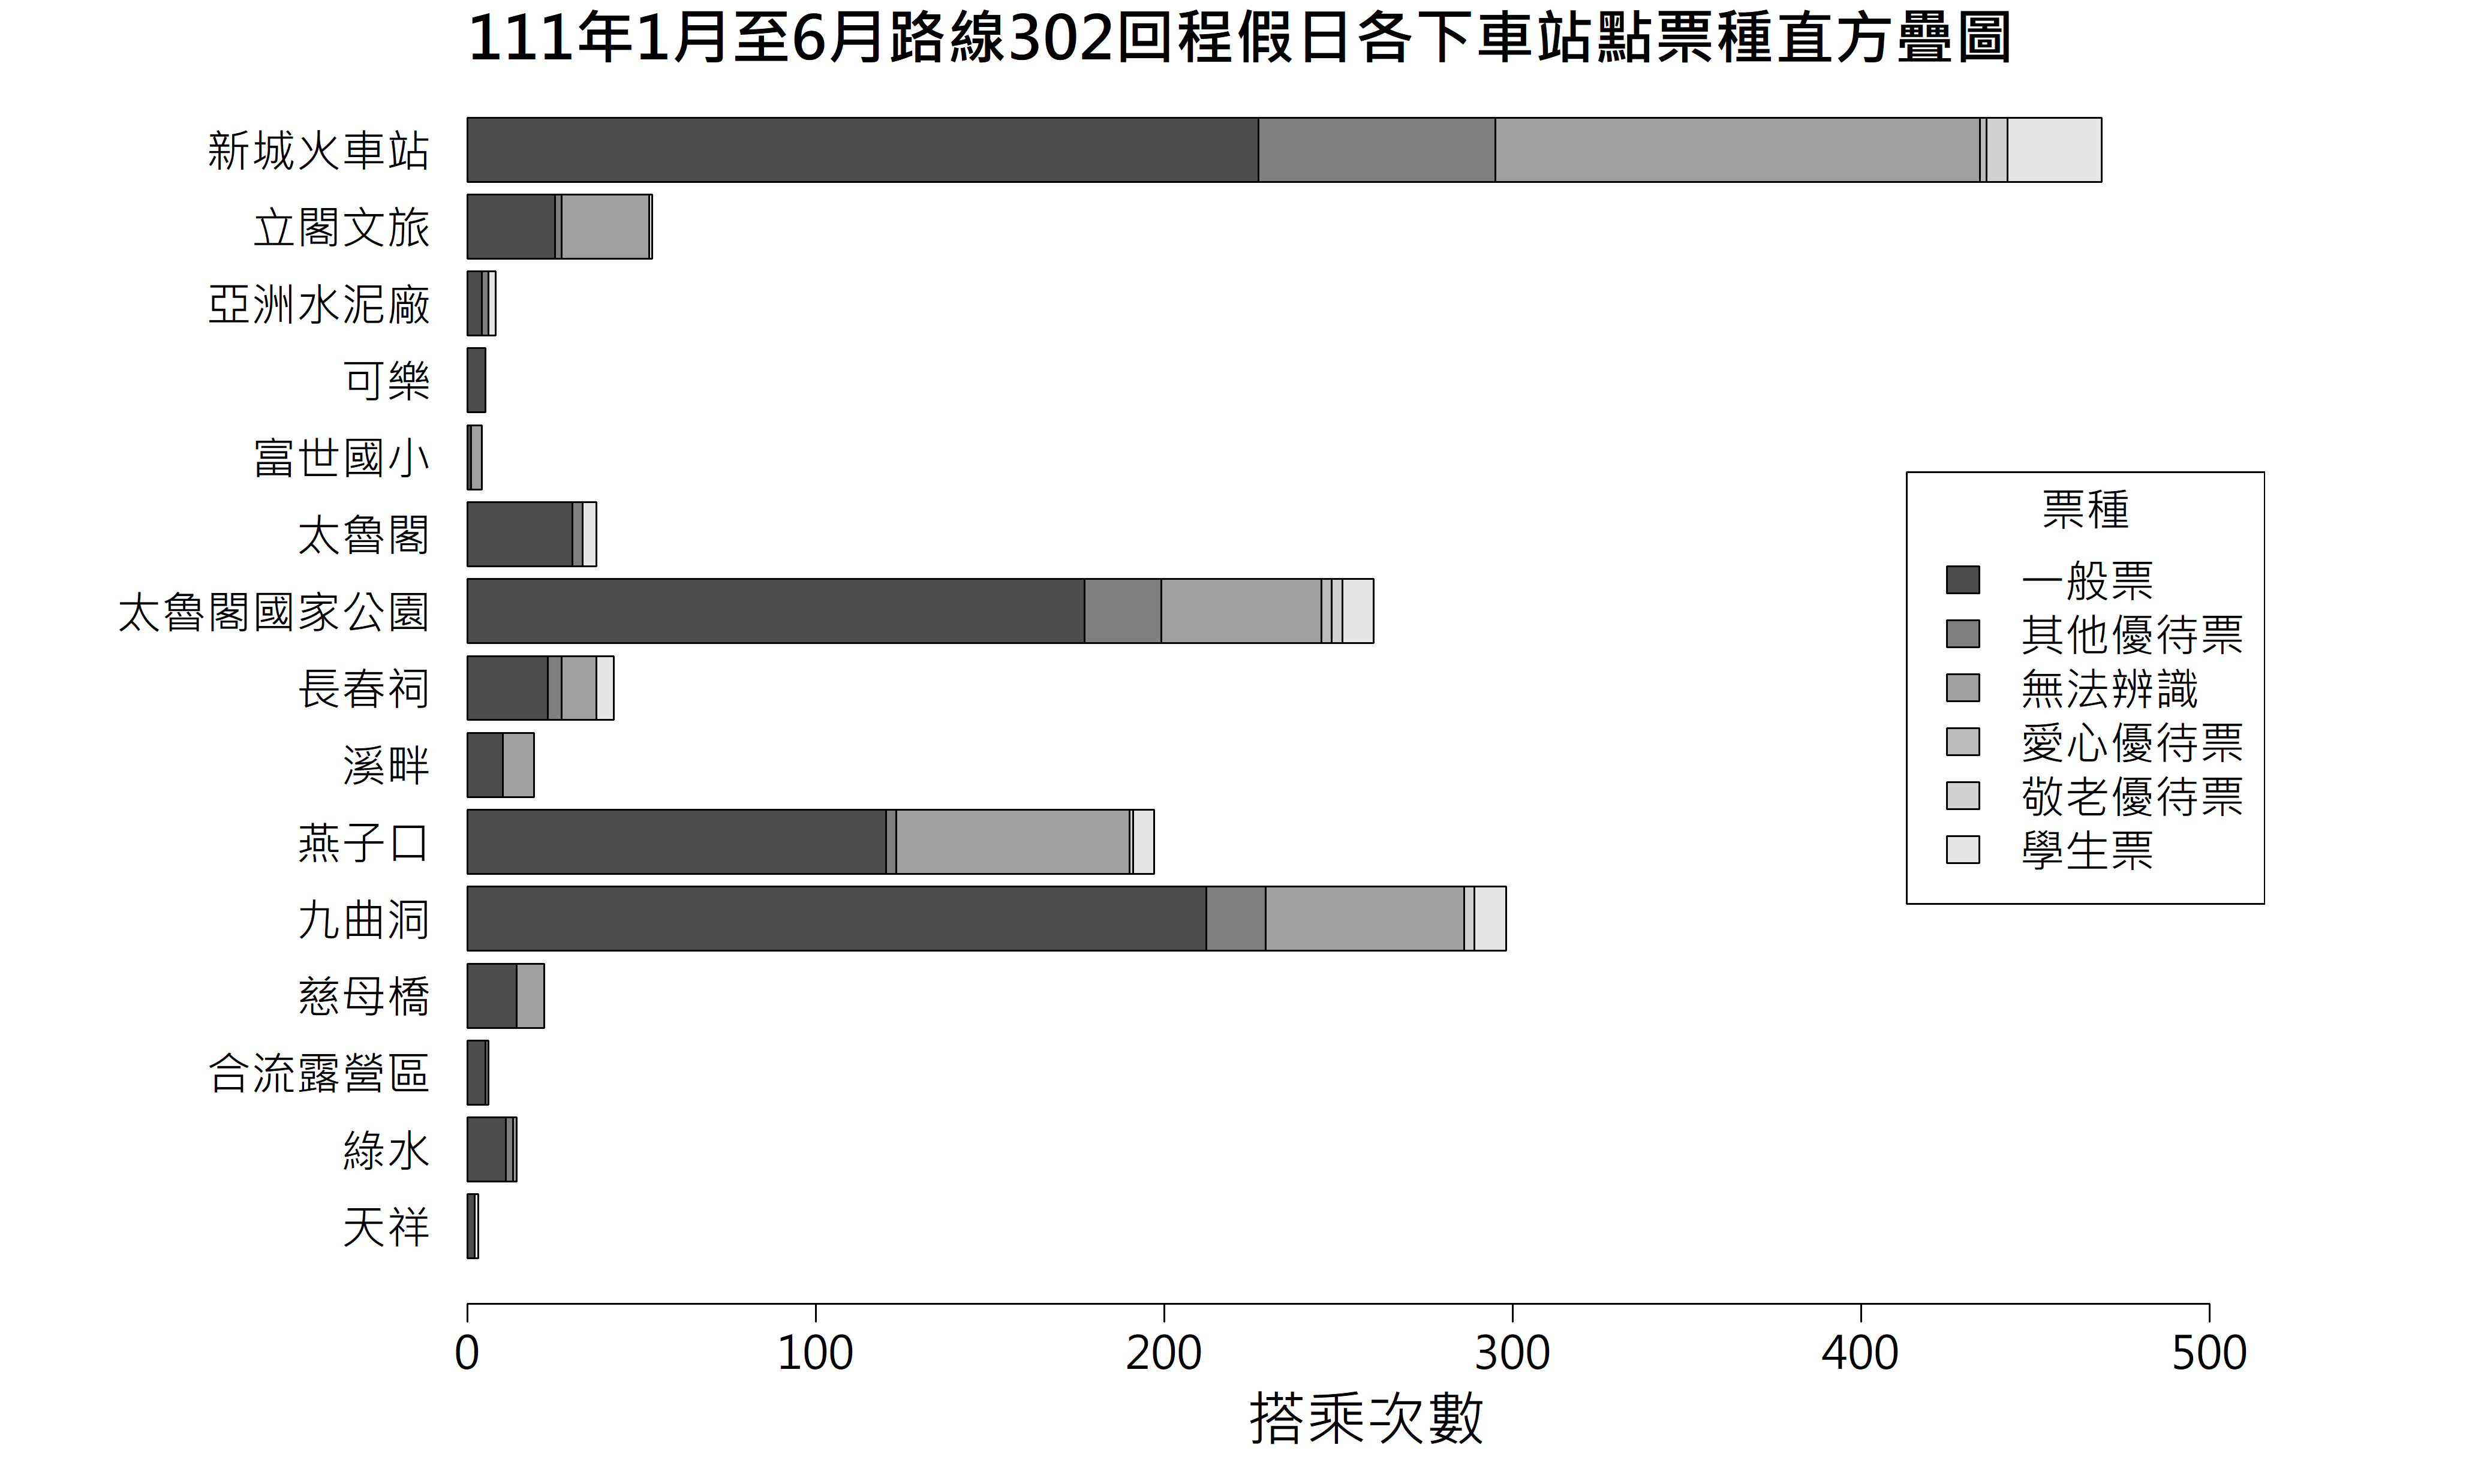 111年1月至6月路線302回程假日各下車站點票種直方疊圖
新城火車站
立閣文旅
亞洲水泥廠
可樂
富世國小
太魯閣
太魯閣國家公園
長春祠
溪畔
燕子口
九曲洞
慈母橋
合流露營區
綠水
天祥
票種
一般票
其他優待票
無法辨識
愛心優待票
敬老優待票
學生票
0 100 200 300 400 500
搭乘次數